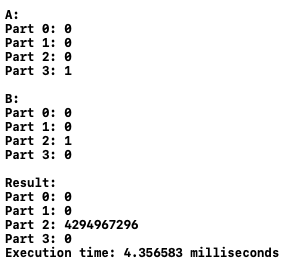 A:
Part 0: 0
Part 1: 0
Part 2: 0
Part 3: 1
B:
Part 0: 0
Part 1: 0
Part 2: 1
Part 3: 0
Result:
Part 0: 0
Part 1: 0
Part 2: 4294967296
Part 3: 0
Execution time: 4.356583 milliseconds